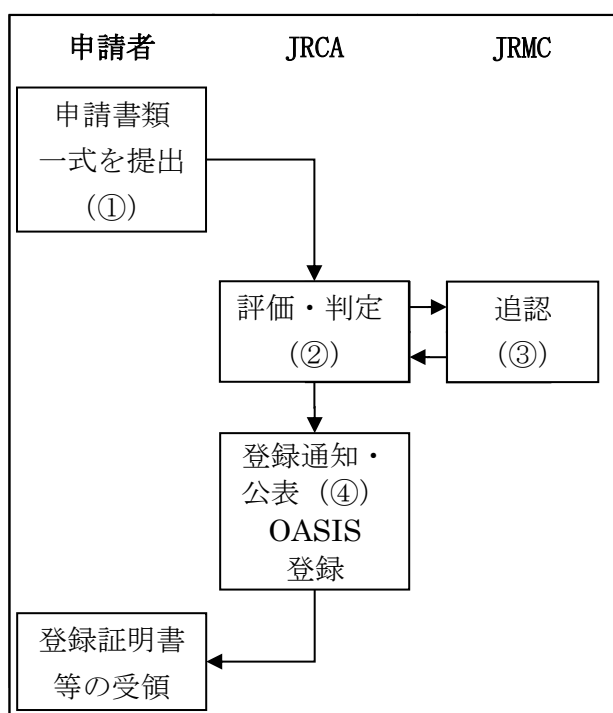 申請者 JRCA JRMC
申請書類
一式を提出
（①）
評価・判定
（②）
追認
（③）
登録通知・
公表（④）
OASIS
登録
登録証明書
等の受領